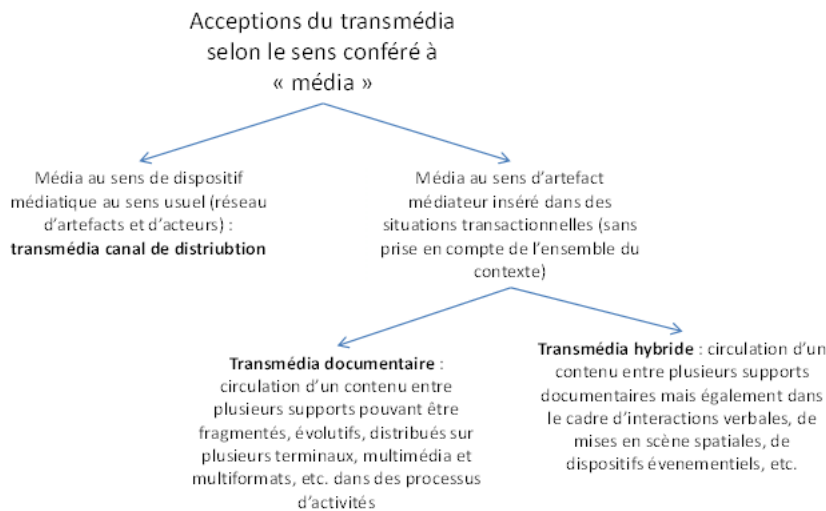 Acceptions du transmédia
selon le sens conféré à
« média »
Média au sens de dispositif
médiatique au sens usuel (réseau
d'artefacts et d'acteurs) :
transmédia canal de distriubtion
Média au sens d'artefact
médiateur inséré dans des
situations transactionnelles (sans
prise en compte de l'ensemble du
contexte)
Transmédia documentaire :
circulation d'un contenu entre
plusieurs supports pouvant être
fragmentés, évolutifs, distribués sur
plusieurs terminaux, multimédia et
multiformats, etc. dans des processus
d'activités
Transmédia hybride : circulation d'un
contenu entre plusieurs supports
documentaires mais également dans
le cadre d'interactions verbales, de
mises en scène spatiales, de
dispositifs évenementiels, etc.